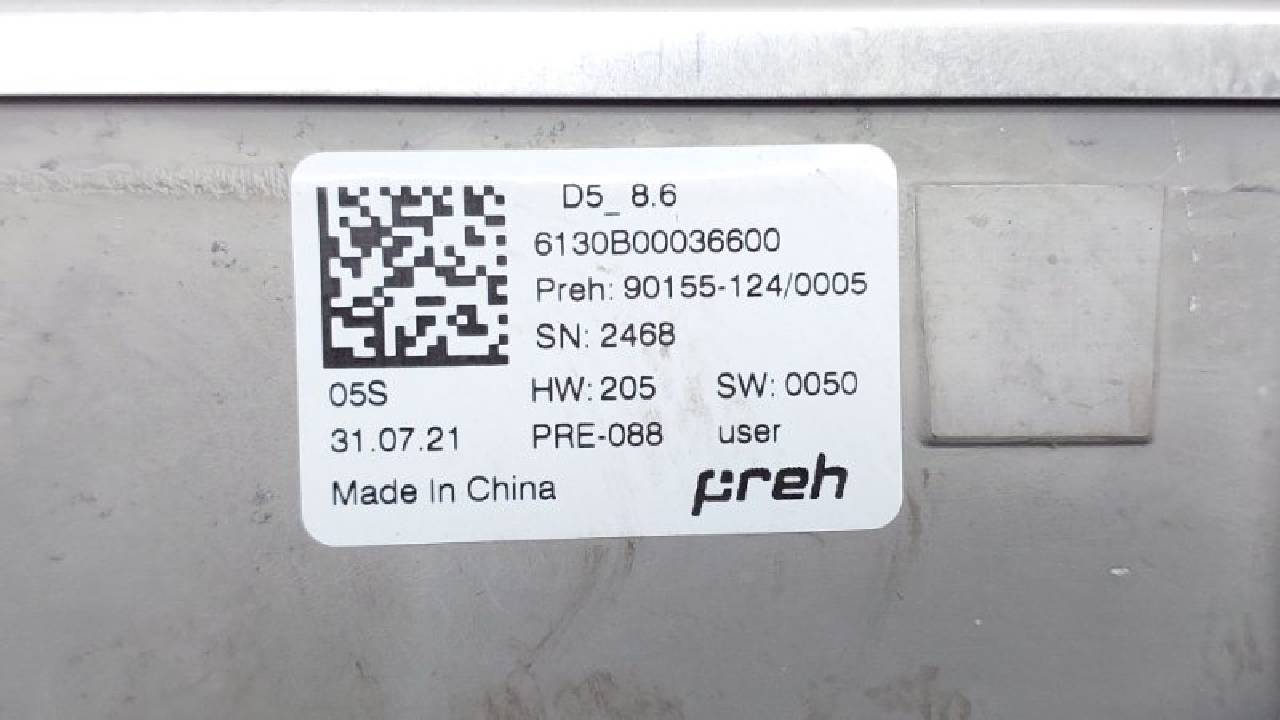 D5_ 8.6
6130B00036600
Preh: 90155-124/0005
SN: 2468
05S HW: 205 SW: 0050
31.07.21 PRE-088 user
Made In China preh